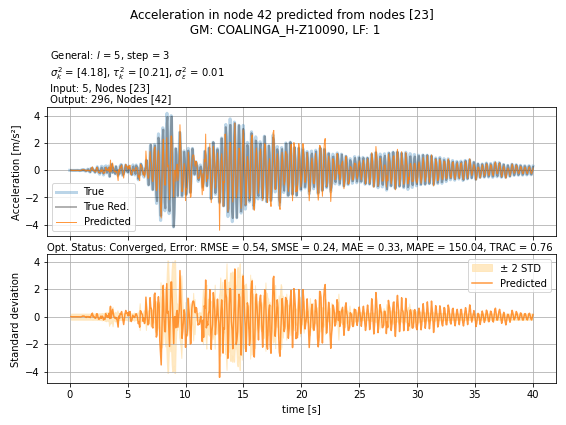 Acceleration in node 42 predicted from nodes [23]
GM: COALINGA_H-Z10090, LF: 1
General: l = 5, step = 3
σ²ₖ = [4.18], τ²ₖ = [0.21], σ²ε = 0.01
Input: 5, Nodes [23]
Output: 296, Nodes [42]
Acceleration [m/s²]
4
2
0
−2
−4
True
True Red.
Predicted
Opt. Status: Converged, Error: RMSE = 0.54, SMSE = 0.24, MAE = 0.33, MAPE = 150.04, TRAC = 0.76
Standard deviation
4
2
0
−2
−4
± 2 STD
Predicted
0 5 10 15 20 25 30 35 40
time [s]